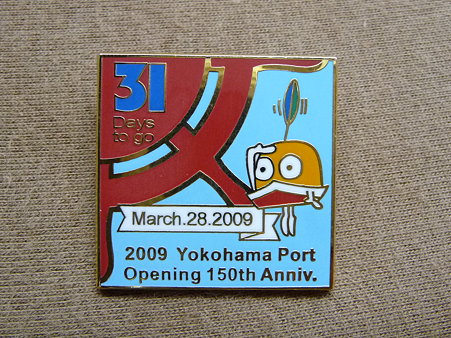 31
Days
to go
March.28.2009
2009 Yokohama Port
Opening 150th Anniv.